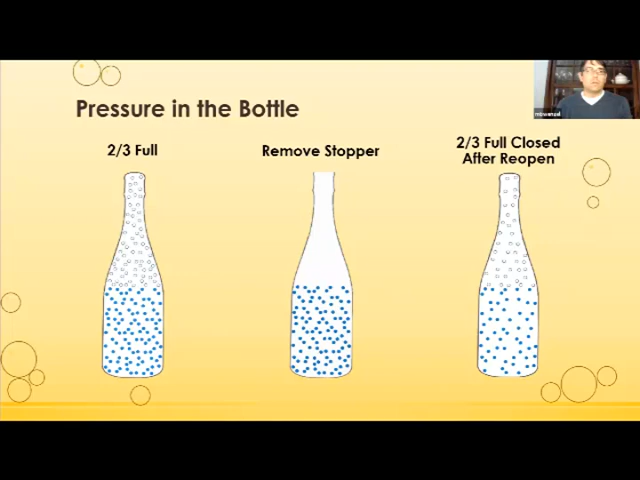 Pressure in the Bottle
2/3 Full
Remove Stopper
2/3 Full Closed
After Reopen